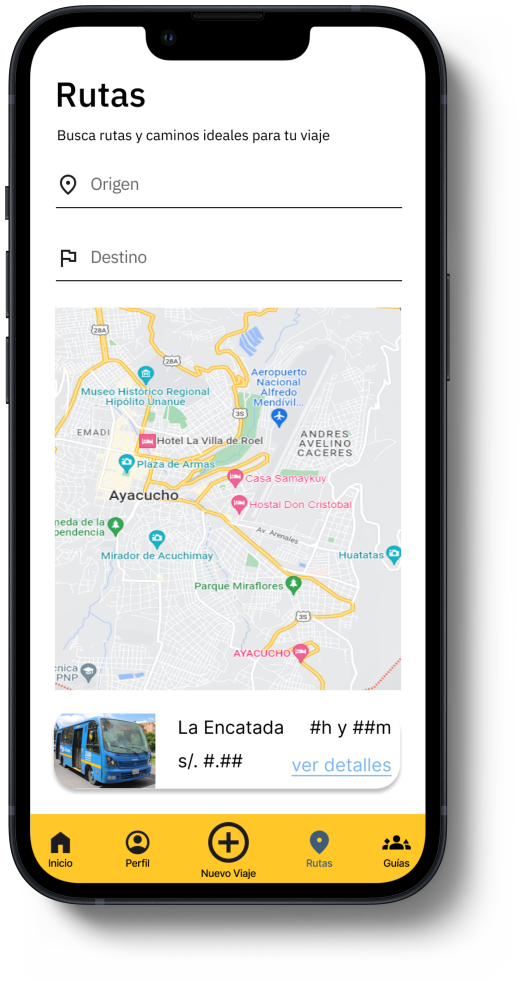 Rutas
Busca rutas y caminos ideales para tu viaje
Origen
Destino
28A
28A
Museo Histórico Regional
Hipólito Unanue
Aeropuerto
Nacional
Alfredo
Mendívil...
3S
EMADI
Hotel La Villa de Roel
ANDRES
AVELINO
CACERES
Plaza de Armas
Casa Samaykuy
Ayacucho
Hostal Don Cristobal
meda de la
pendencia
Av. Arenales
Mirador de Acuchimay
Huatatas
Parque Miraflores
3S
AYACUCHO
cnica
PNP
La Encatada
#h y ##m
s/. #.##
ver detalles
Inicio
Perfil
Nuevo Viaje
Rutas
Guías